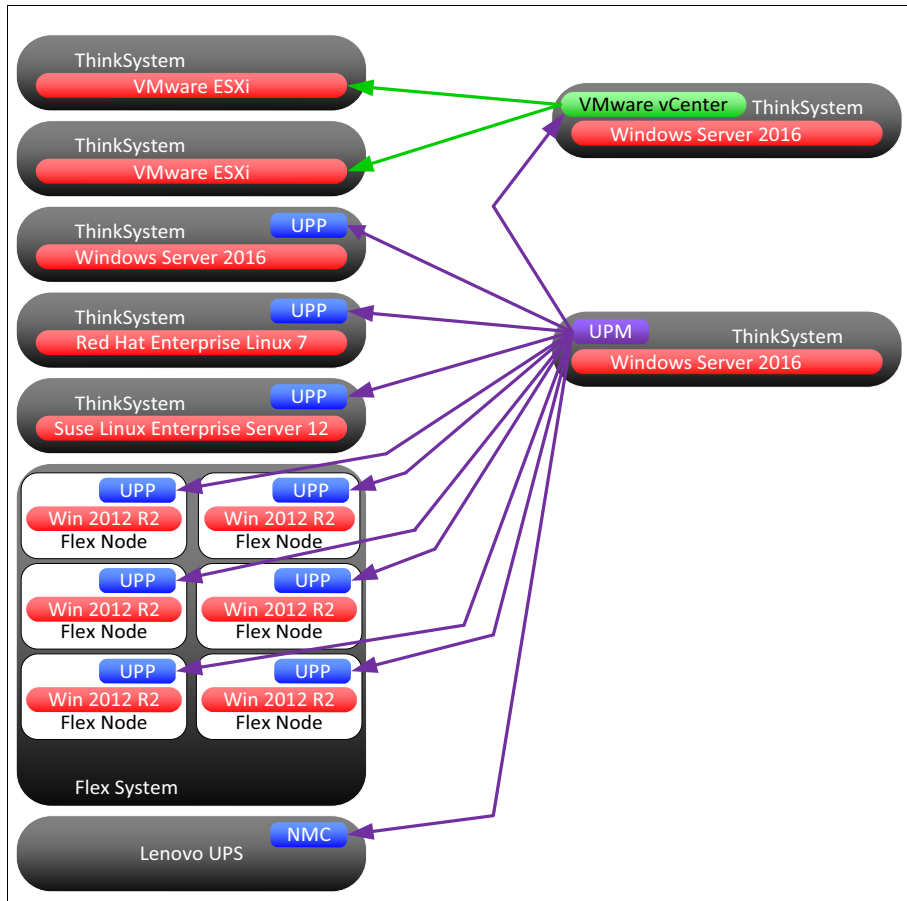 ThinkSystem
VMware ESXi
ThinkSystem
VMware ESXi
VMware vCenter
ThinkSystem
Windows Server 2016
UPP
ThinkSystem
Windows Server 2016
UPP
ThinkSystem
Red Hat Enterprise Linux 7
UPM
ThinkSystem
Windows Server 2016
UPP
ThinkSystem
Suse Linux Enterprise Server 12
UPP
Win 2012 R2
Flex Node
UPP
Win 2012 R2
Flex Node
UPP
Win 2012 R2
Flex Node
UPP
Win 2012 R2
Flex Node
UPP
Win 2012 R2
Flex Node
UPP
Win 2012 R2
Flex Node
Flex System
NMC
Lenovo UPS